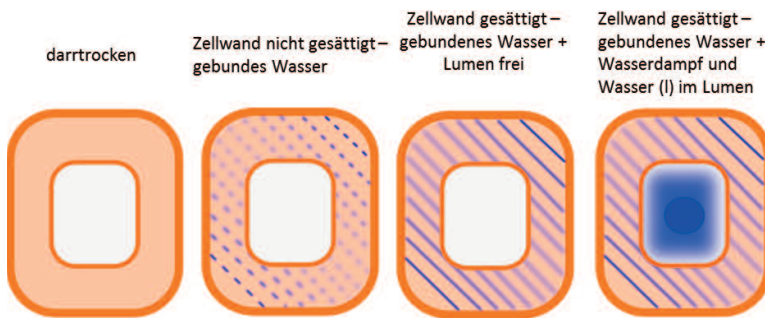 darrtrocken
Zellwand nicht gesättigt –
gebundes Wasser
Zellwand gesättigt –
gebundenes Wasser +
Lumen frei
Zellwand gesättigt –
gebundenes Wasser +
Wasserdampf und
Wasser (l) im Lumen